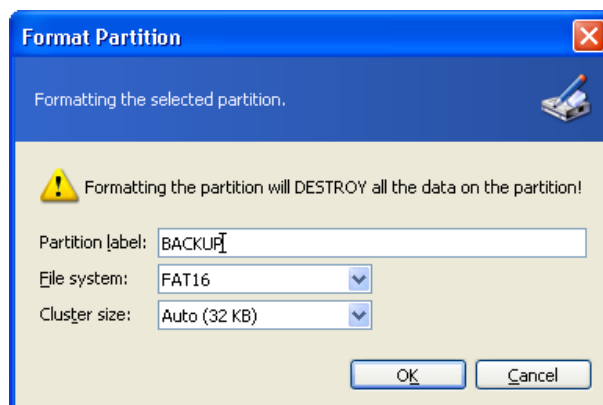 Format Partition
Formatting the selected partition.
Formatting the partition will DESTROY all the data on the partition!
Partition label: BACKUP
File system: FAT16
Cluster size: Auto (32 KB)
OK Cancel